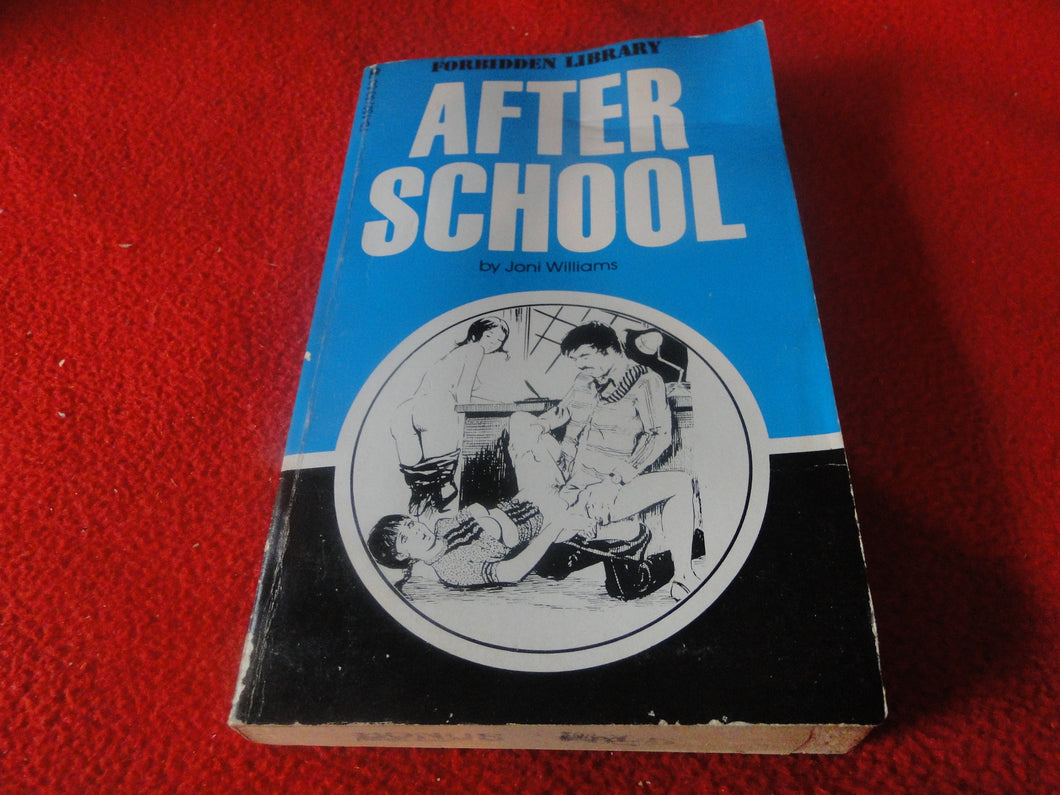 FORBIDDEN LIBRARY
AFTER
SCHOOL
by Joni Williams